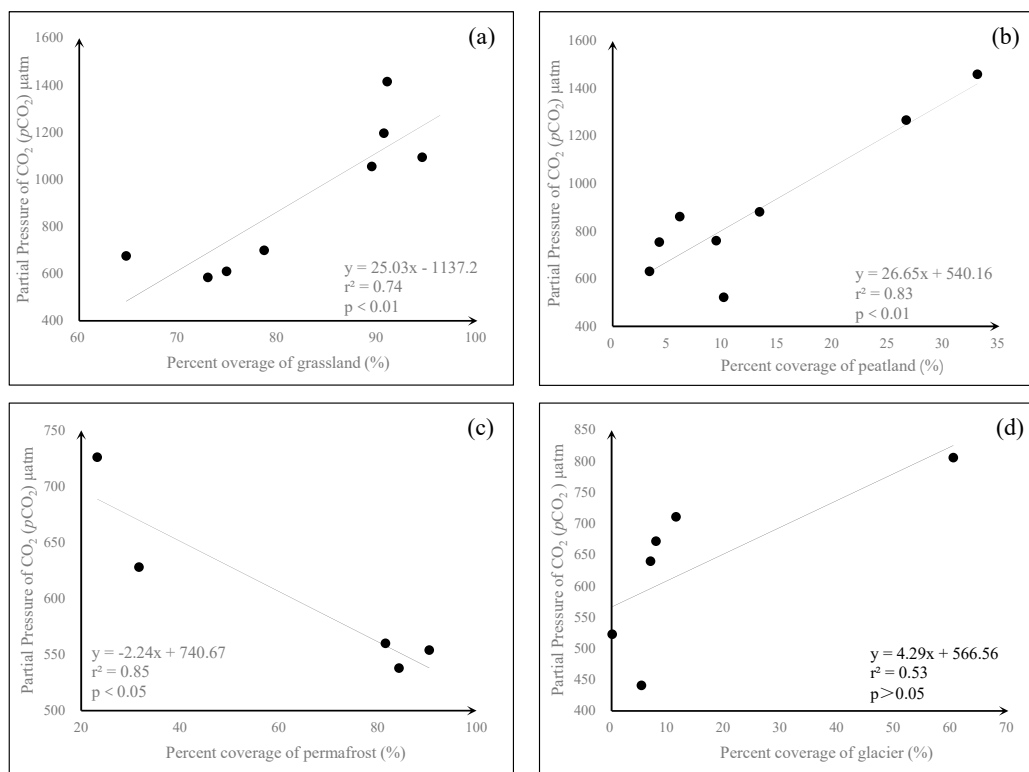 (a)
Partial Pressure of CO₂ (pCO₂) µatm
1600
1400
1200
1000
800
600
400
60
70
80
90
100
y = 25.03x - 1137.2
r² = 0.74
p < 0.01
Percent overage of grassland (%)
(b)
Partial Pressure of CO₂ (pCO₂) µatm
1600
1400
1200
1000
800
600
400
0
5
10
15
20
25
30
35
y = 26.65x + 540.16
r² = 0.83
p < 0.01
Percent coverage of peatland (%)
(c)
Partial Pressure of CO₂ (pCO₂) µatm
750
700
650
600
550
500
20
40
60
80
100
y = -2.24x + 740.67
r² = 0.85
p < 0.05
Percent coverage of permafrost (%)
(d)
Partial Pressure of CO₂ (pCO₂ ) µatm
850
800
750
700
650
600
550
500
450
400
0
10
20
30
40
50
60
70
y = 4.29x + 566.56
r² = 0.53
p＞0.05
Percent coverage of glacier (%)